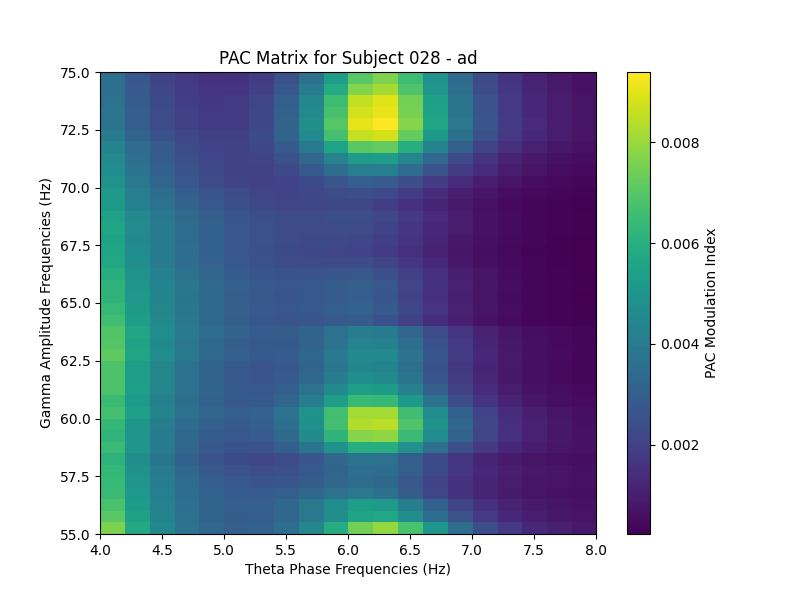 PAC Matrix for Subject 028 - ad
75.0
72.5
70.0
67.5
65.0
62.5
60.0
57.5
55.0
Gamma Amplitude Frequencies (Hz)
4.0 4.5 5.0 5.5 6.0 6.5 7.0 7.5 8.0
Theta Phase Frequencies (Hz)
0.008
0.006
0.004
0.002
PAC Modulation Index